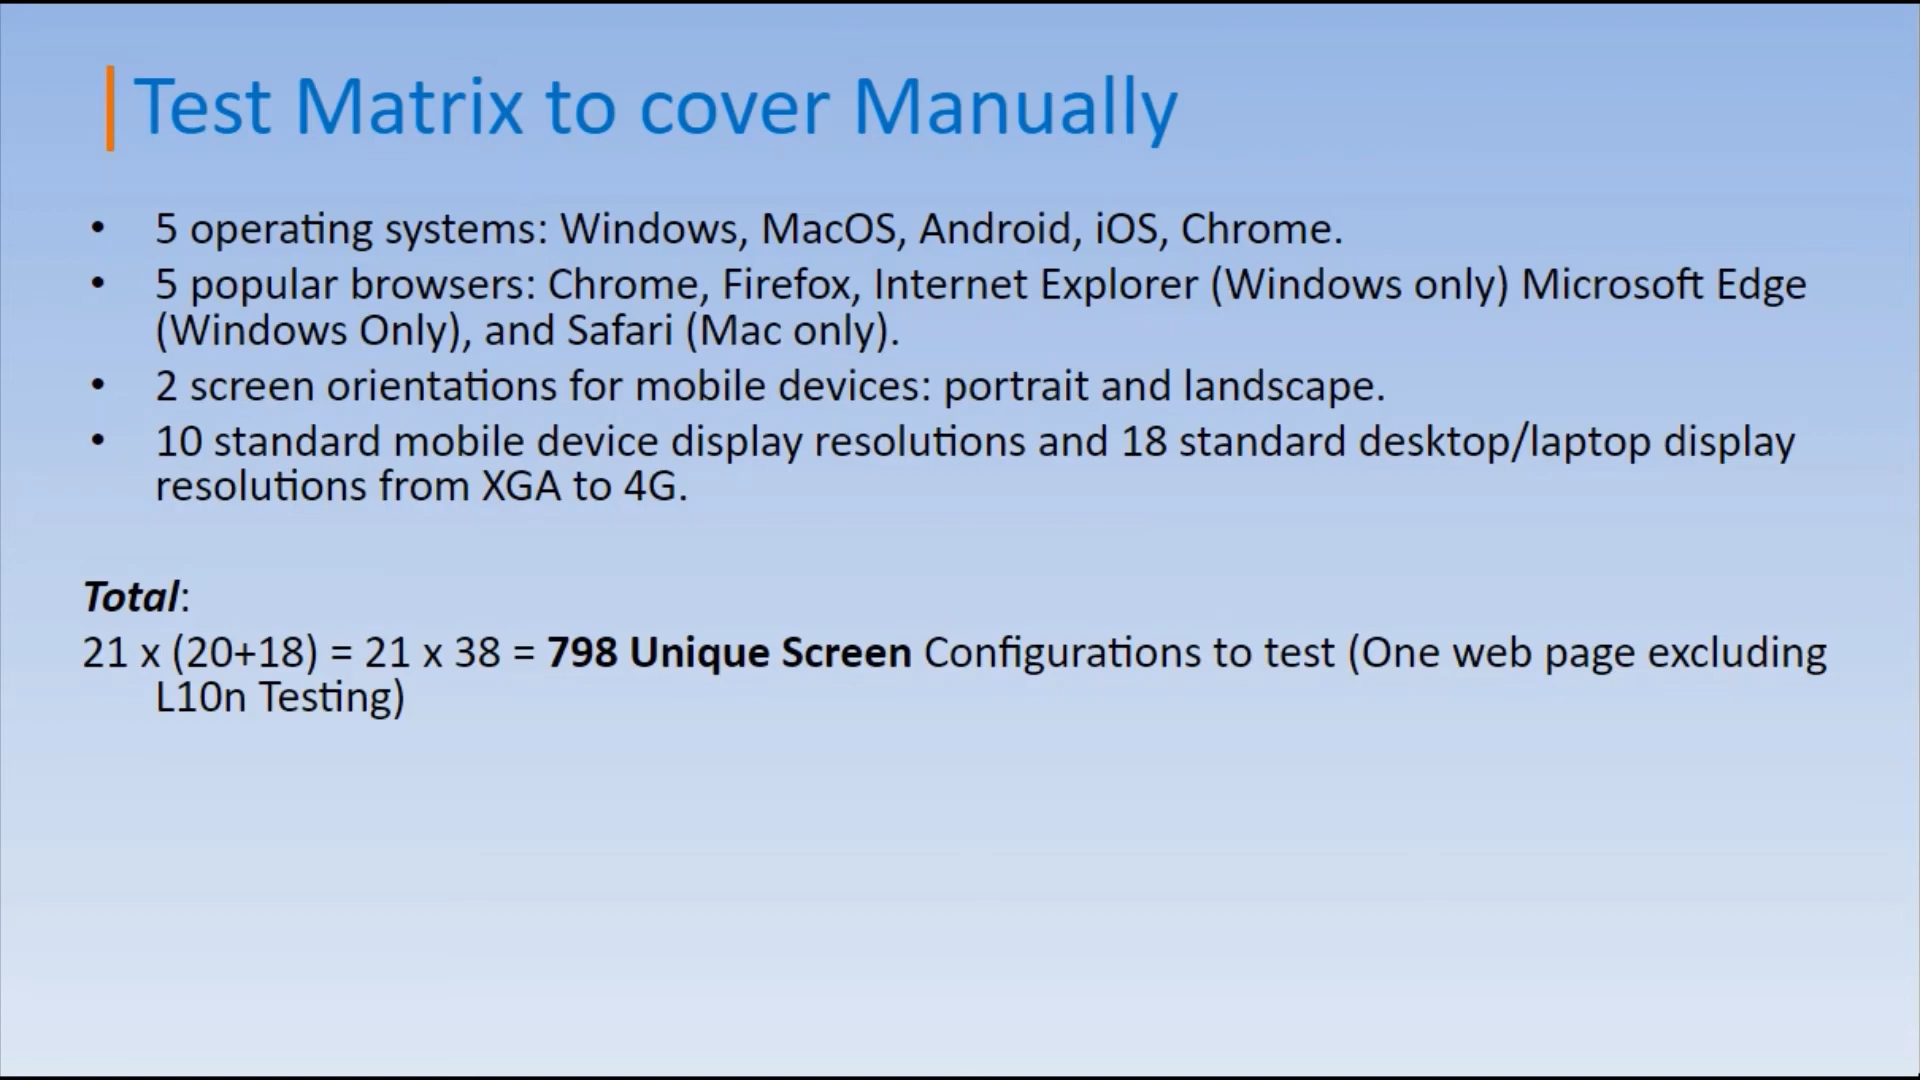 Test Matrix to cover Manually
• 5 operating systems: Windows, MacOS, Android, iOS, Chrome.
• 5 popular browsers: Chrome, Firefox, Internet Explorer (Windows only) Microsoft Edge
(Windows Only), and Safari (Mac only).
• 2 screen orientations for mobile devices: portrait and landscape.
• 10 standard mobile device display resolutions and 18 standard desktop/laptop display
resolutions from XGA to 4G.
Total:
21 x (20+18) = 21 x 38 = 798 Unique Screen Configurations to test (One web page excluding
L10n Testing)